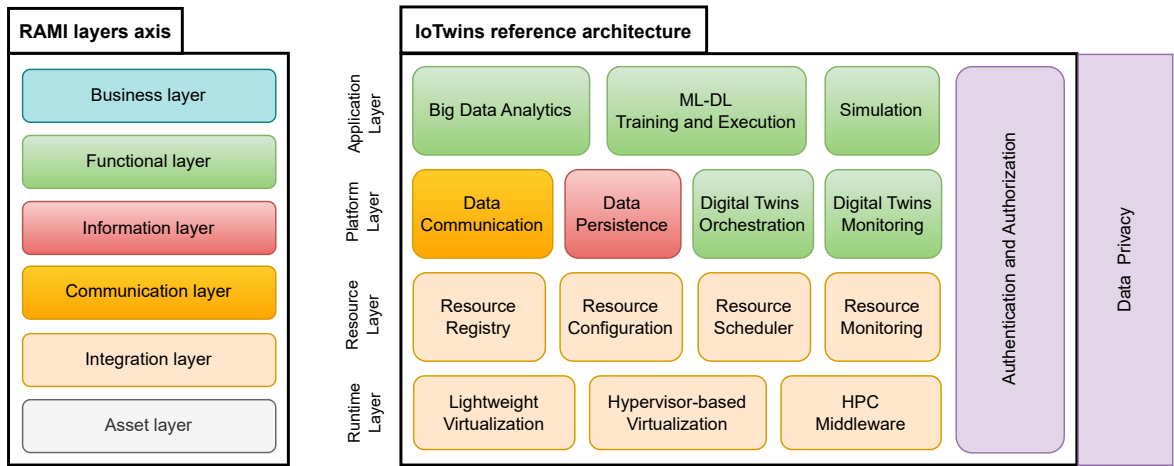 RAMI layers axis
Business layer
Functional layer
Information layer
Communication layer
Integration layer
Asset layer
IoTwins reference architecture
Application
Layer
Big Data Analytics
ML-DL
Training and Execution
Simulation
Platform
Layer
Data
Communication
Data
Persistence
Digital Twins
Orchestration
Digital Twins
Monitoring
Resource
Layer
Resource
Registry
Resource
Configuration
Resource
Scheduler
Resource
Monitoring
Runtime
Layer
Lightweight
Virtualization
Hypervisor-based
Virtualization
HPC
Middleware
Authentication and Authorization
Data Privacy